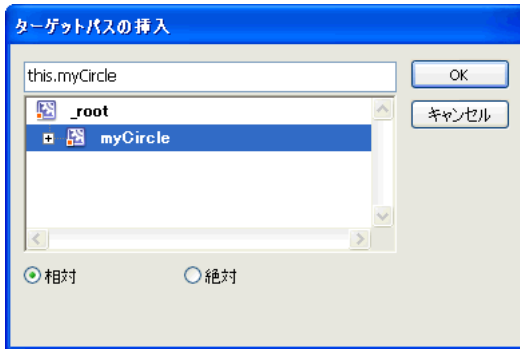 ターゲットパスの挿入
this.myCircle
OK
_root
キャンセル
myCircle
相対
絶対